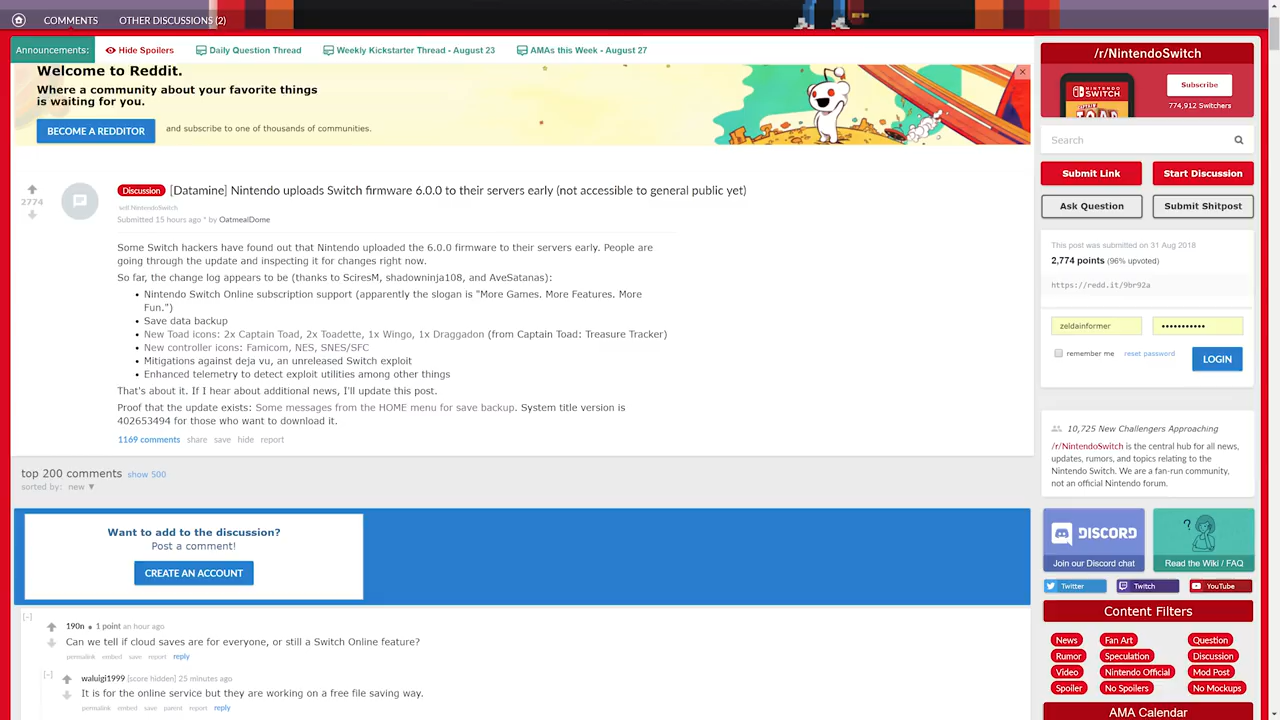 COMMENTS OTHER DISCUSSIONS (2)
Announcements: Hide Spoilers Daily Question Thread Weekly Kickstarter Thread - August 23 AMAs this Week - August 27
Welcome to Reddit.
Where a community about your favorite things
is waiting for you.
BECOME A REDDITOR and subscribe to one of thousands of communities.
2774
Discussion [Datamine] Nintendo uploads Switch firmware 6.0.0 to their servers early (not accessible to general public yet)
self.NintendoSwitch
Submitted 15 hours ago * by OatmealDome
Some Switch hackers have found out that Nintendo uploaded the 6.0.0 firmware to their servers early. People are
going through the update and inspecting it for changes right now.
So far, the change log appears to be (thanks to SciresM, shadowninja108, and AveSatanas):
• Nintendo Switch Online subscription support (apparently the slogan is "More Games. More Features. More
Fun.")
• Save data backup
• New Toad icons: 2x Captain Toad, 2x Toadette, 1x Wingo, 1x Draggadon (from Captain Toad: Treasure Tracker)
• New controller icons: Famicom, NES, SNES/SFC
• Mitigations against deja vu, an unreleased Switch exploit
• Enhanced telemetry to detect exploit utilities among other things
That's about it. If I hear about additional news, I'll update this post.
Proof that the update exists: Some messages from the HOME menu for save backup. System title version is
402653494 for those who want to download it.
1169 comments share save hide report
top 200 comments show 500
sorted by: new ▼
Want to add to the discussion?
Post a comment!
CREATE AN ACCOUNT
[-]
190n 1 point an hour ago
Can we tell if cloud saves are for everyone, or still a Switch Online feature?
permalink embed save report reply
[-]
waluigi1999 [score hidden] 25 minutes ago
It is for the online service but they are working on a free file saving way.
permalink embed save parent report reply
/r/NintendoSwitch
NINTENDO
SWITCH
TOAD
Subscribe
774,912 Switchers
Search
Submit Link Start Discussion
Ask Question Submit Shitpost
This post was submitted on 31 Aug 2018
2,774 points (96% upvoted)
https://redd.it/9br92a
zeldainformer •••••••••••
remember me reset password LOGIN
10,725 New Challengers Approaching
/r/NintendoSwitch is the central hub for all news,
updates, rumors, and topics relating to the
Nintendo Switch. We are a fan-run community,
not an official Nintendo forum.
DISCORD ?
Join our Discord chat Read the Wiki / FAQ
Twitter Twitch YouTube
Content Filters
News Fan Art Question
Rumor Speculation Discussion
Video Nintendo Official Mod Post
Spoiler No Spoilers No Mockups
AMA Calendar